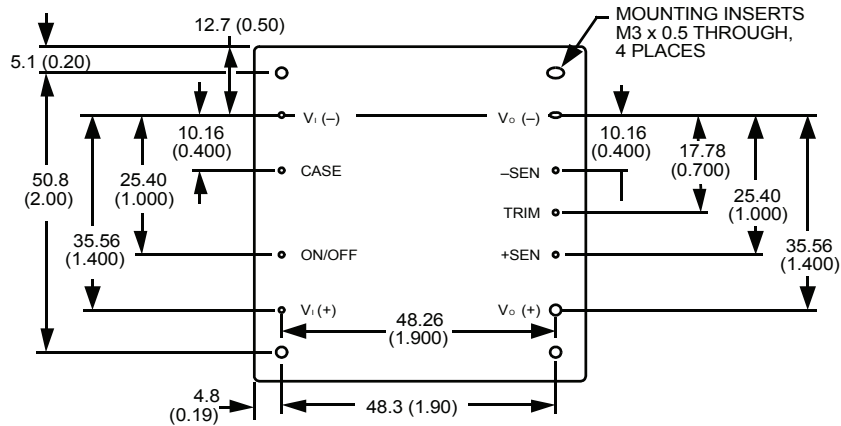 12.7 (0.50)
MOUNTING INSERTS
M3 x 0.5 THROUGH,
4 PLACES
5.1 (0.20)
VI (–)
VO (–)
10.16
(0.400)
10.16
(0.400)
17.78
(0.700)
CASE
–SEN
50.8
(2.00)
25.40
(1.000)
25.40
(1.000)
TRIM
35.56
(1.400)
35.56
(1.400)
ON/OFF
+SEN
VI (+)
VO (+)
48.26
(1.900)
4.8
(0.19)
48.3 (1.90)